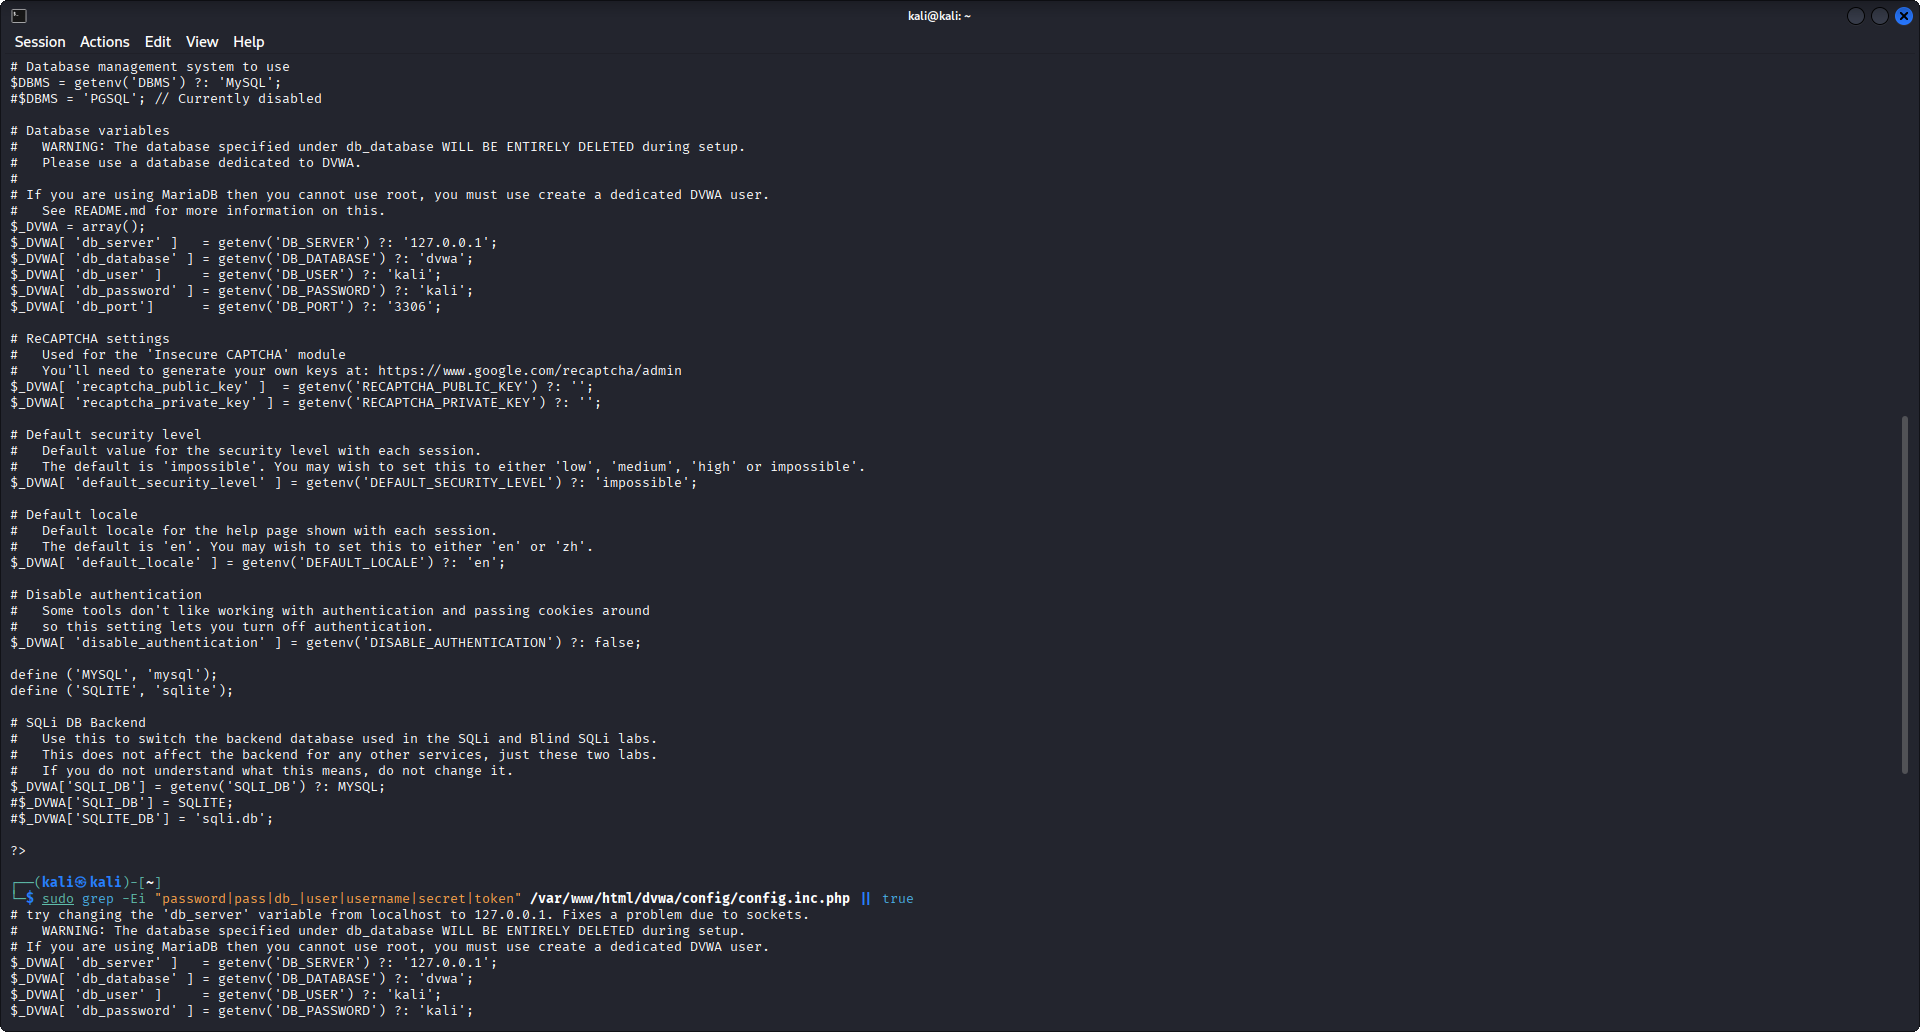 kali@kali: ~
Session Actions Edit View Help
# Database management system to use
$DBMS = getenv('DBMS') ?: 'MySQL';
#$DBMS = 'PGSQL'; // Currently disabled

# Database variables
#   WARNING: The database specified under db_database WILL BE ENTIRELY DELETED during setup.
#   Please use a database dedicated to DVWA.
#
# If you are using MariaDB then you cannot use root, you must use create a dedicated DVWA user.
#   See README.md for more information on this.
$_DVWA = array();
$_DVWA[ 'db_server' ]   = getenv('DB_SERVER') ?: '127.0.0.1';
$_DVWA[ 'db_database' ] = getenv('DB_DATABASE') ?: 'dvwa';
$_DVWA[ 'db_user' ]     = getenv('DB_USER') ?: 'kali';
$_DVWA[ 'db_password' ] = getenv('DB_PASSWORD') ?: 'kali';
$_DVWA[ 'db_port']      = getenv('DB_PORT') ?: '3306';

# ReCAPTCHA settings
#   Used for the 'Insecure CAPTCHA' module
#   You'll need to generate your own keys at: https://www.google.com/recaptcha/admin
$_DVWA[ 'recaptcha_public_key' ]  = getenv('RECAPTCHA_PUBLIC_KEY') ?: '';
$_DVWA[ 'recaptcha_private_key' ] = getenv('RECAPTCHA_PRIVATE_KEY') ?: '';

# Default security level
#   Default value for the security level with each session.
#   The default is 'impossible'. You may wish to set this to either 'low', 'medium', 'high' or impossible'.
$_DVWA[ 'default_security_level' ] = getenv('DEFAULT_SECURITY_LEVEL') ?: 'impossible';

# Default locale
#   Default locale for the help page shown with each session.
#   The default is 'en'. You may wish to set this to either 'en' or 'zh'.
$_DVWA[ 'default_locale' ] = getenv('DEFAULT_LOCALE') ?: 'en';

# Disable authentication
#   Some tools don't like working with authentication and passing cookies around
#   so this setting lets you turn off authentication.
$_DVWA[ 'disable_authentication' ] = getenv('DISABLE_AUTHENTICATION') ?: false;

define ('MYSQL', 'mysql');
define ('SQLITE', 'sqlite');

# SQLi DB Backend
#   Use this to switch the backend database used in the SQLi and Blind SQLi labs.
#   This does not affect the backend for any other services, just these two labs.
#   If you do not understand what this means, do not change it.
$_DVWA['SQLI_DB'] = getenv('SQLI_DB') ?: MYSQL;
#$_DVWA['SQLI_DB'] = SQLITE;
#$_DVWA['SQLITE_DB'] = 'sqli.db';

?>

┌──(kali㉿kali)-[~]
└─$ sudo grep -Ei "password|pass|db_|user|username|secret|token" /var/www/html/dvwa/config/config.inc.php || true
# try changing the 'db_server' variable from localhost to 127.0.0.1. Fixes a problem due to sockets.
#   WARNING: The database specified under db_database WILL BE ENTIRELY DELETED during setup.
# If you are using MariaDB then you cannot use root, you must use create a dedicated DVWA user.
$_DVWA[ 'db_server' ]   = getenv('DB_SERVER') ?: '127.0.0.1';
$_DVWA[ 'db_database' ] = getenv('DB_DATABASE') ?: 'dvwa';
$_DVWA[ 'db_user' ]     = getenv('DB_USER') ?: 'kali';
$_DVWA[ 'db_password' ] = getenv('DB_PASSWORD') ?: 'kali';